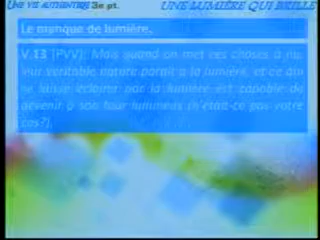 UNE VIE AUTHENTIQUE 3e pt. UNE LUMIÈRE QUI BRILLE
Le manque de lumière.
V.13 (PVV): Mais quand on met ces choses à nu,
leur véritable nature paraît à la lumière, et ce qui
se laisse éclairer par la lumière est capable de
devenir à son tour lumineux (n'était-ce pas votre
cas?).